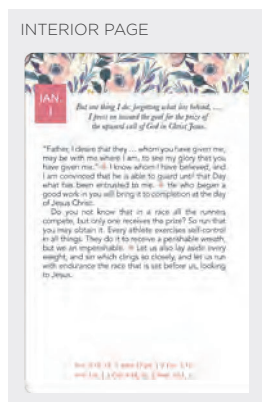 INTERIOR PAGE
JAN.
1
But one thing I do: forgetting what lies behind, ....
I press on toward the goal for the prize of
the upward call of God in Christ Jesus.
"Father, I desire that they ... whom you have given me,
may be with me where I am, to see my glory that you
have given me." I know whom I have believed, and
I am convinced that he is able to guard until that Day
what has been entrusted to me. He who began a
good work in you will bring it to completion at the day
of Jesus Christ.
Do you not know that in a race all the runners
compete, but only one receives the prize? So run that
you may obtain it. Every athlete exercises self-control
in all things. They do it to receive a perishable wreath,
but we an imperishable. Let us also lay aside every
weight, and sin which clings so closely, and let us run
with endurance the race that is set before us, looking
to Jesus.